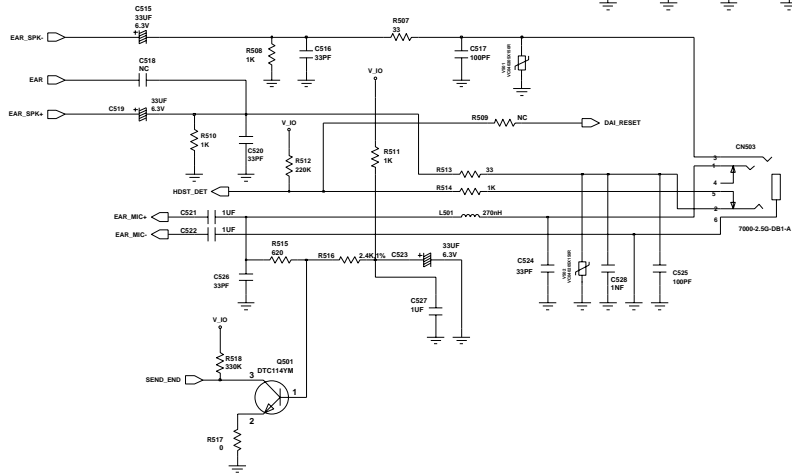 C515
33UF
6.3V
EAR_SPK-
+
R507
33
R508
1K
C516
33PF
C517
100PF
C518
NC
EAR
V_IO
EAR_SPK+
C519
+
33UF
6.3V
R509
NC
DAI_RESET
R510
1K
C520
33PF
V_IO
R512
220K
R511
1K
CN503
3
1
4
5
2
6
7000-2.5G-DB1-A
R513
33
R514
1K
HDST_DET
EAR_MIC+
C521
1UF
L501
270nH
EAR_MIC-
C522
1UF
R515
620
R516
2.4K,1%
C523
+
33UF
6.3V
C526
33PF
C527
1UF
C524
33PF
C528
1NF
C525
100PF
V_IO
R518
330K
Q501
DTC114YM
SEND_END
3
1
2
R517
0